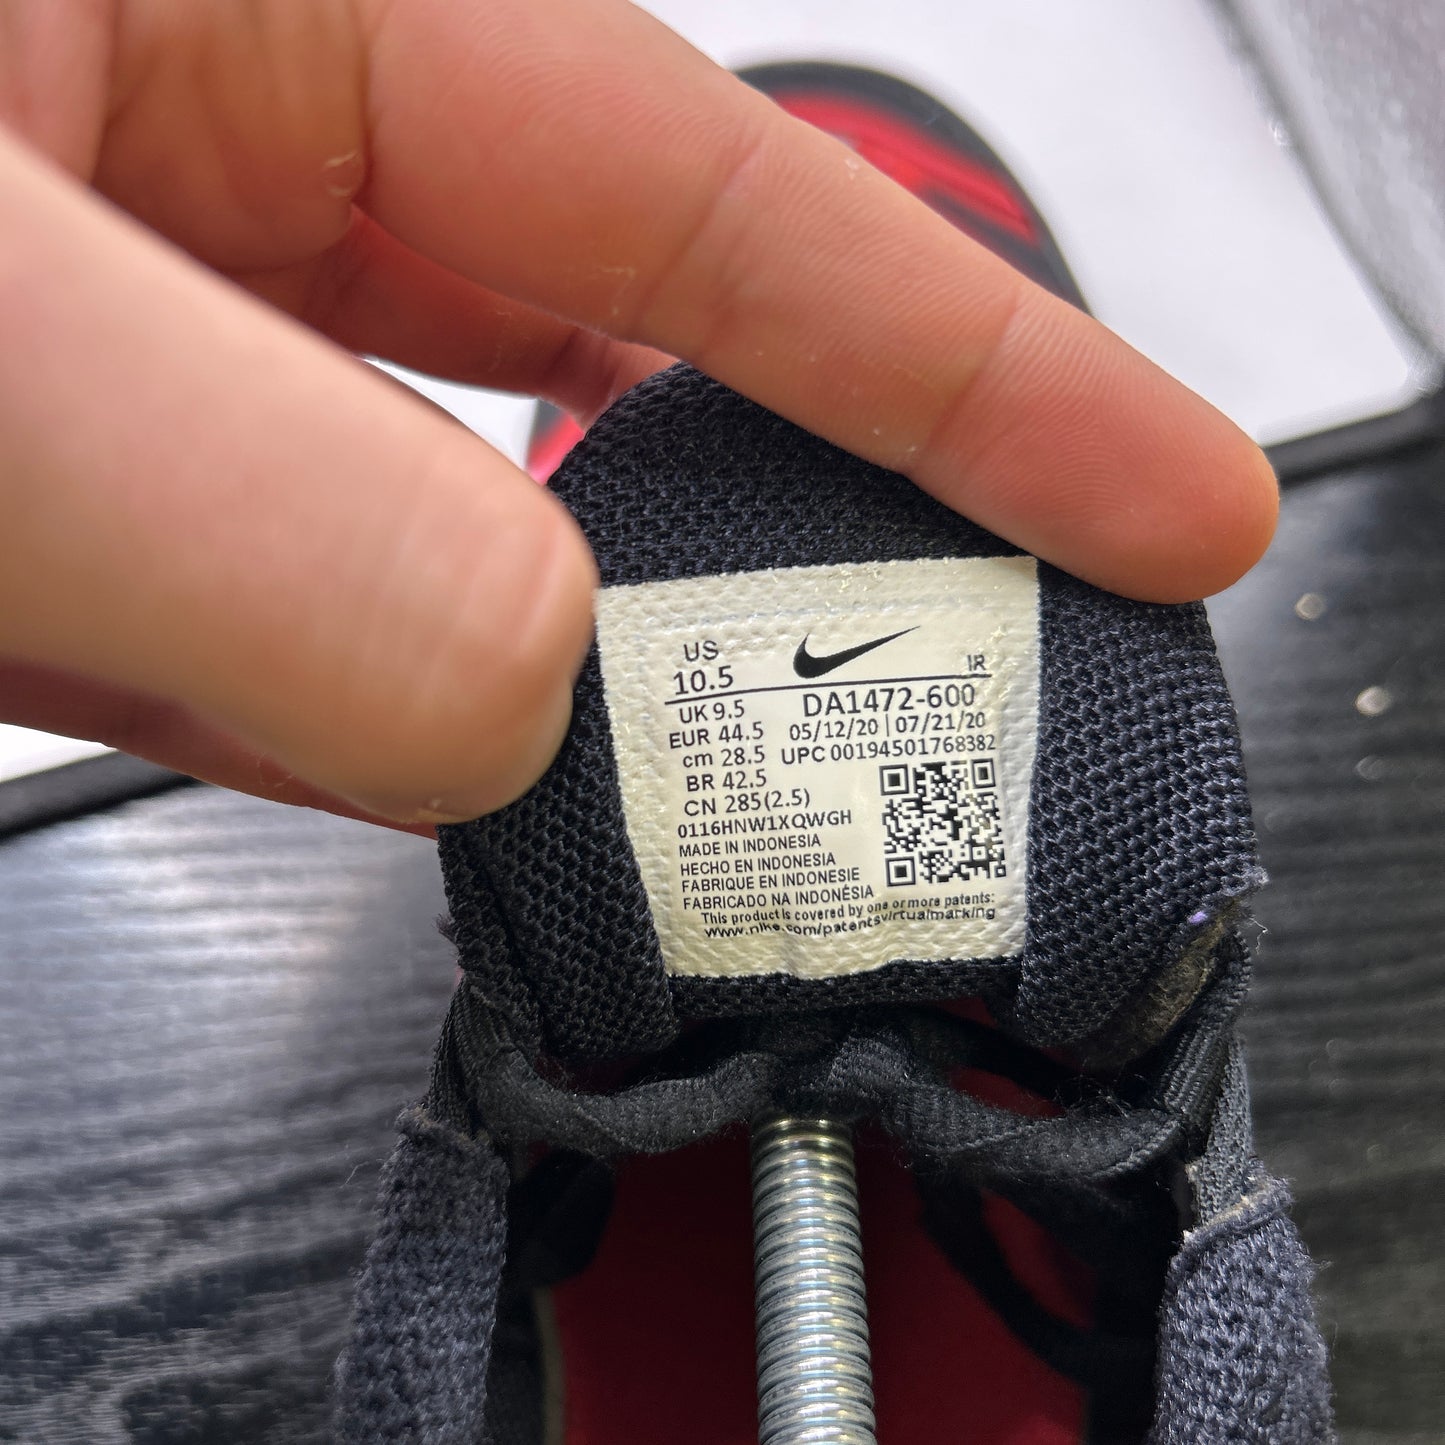 US
10.5
IR
UK 9.5
DA1472-600
EUR 44.5
05/12/20 | 07/21/20
cm 28.5
UPC 00194501768382
BR 42.5
CN 285(2.5)
0116HNW1XQWGH
MADE IN INDONESIA
HECHO EN INDONESIA
FABRIQUE EN INDONESIE
FABRICADO NA INDONÉSIA
This product is covered by one or more patents:
www.nike.com/patentsvirtualmarking